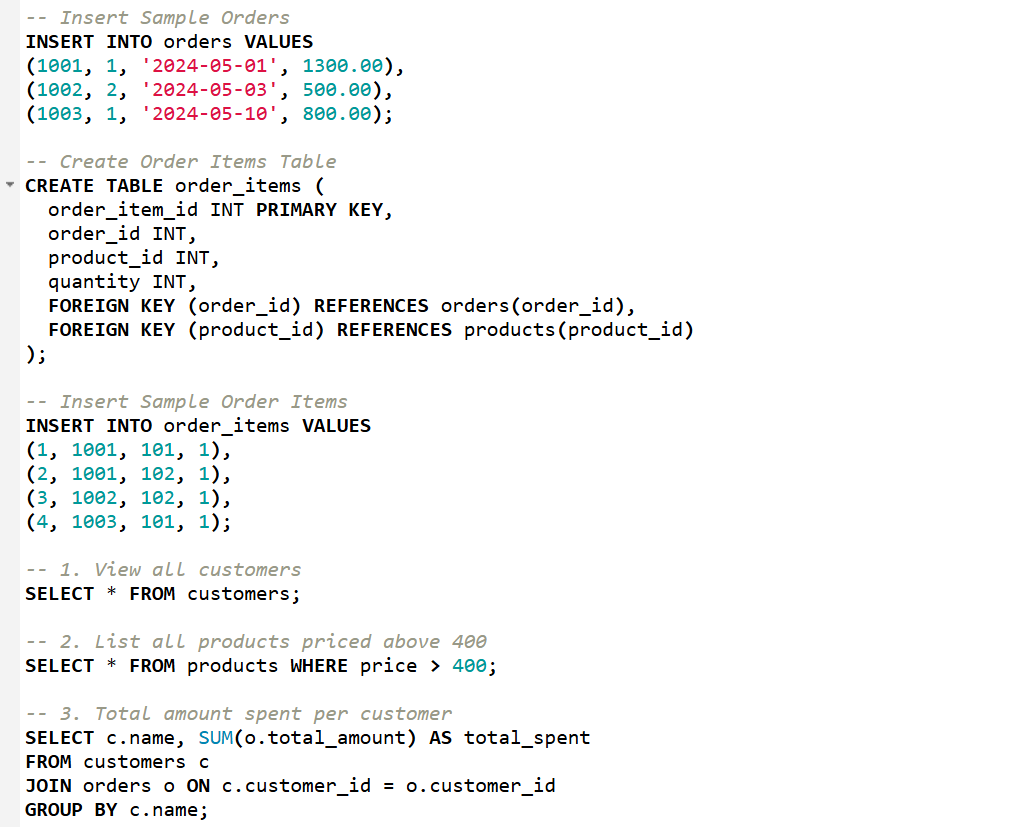 -- Insert Sample Orders
INSERT INTO orders VALUES
(1001, 1, '2024-05-01', 1300.00),
(1002, 2, '2024-05-03', 500.00),
(1003, 1, '2024-05-10', 800.00);
-- Create Order Items Table
CREATE TABLE order_items (
  order_item_id INT PRIMARY KEY,
  order_id INT,
  product_id INT,
  quantity INT,
  FOREIGN KEY (order_id) REFERENCES orders(order_id),
  FOREIGN KEY (product_id) REFERENCES products(product_id)
);
-- Insert Sample Order Items
INSERT INTO order_items VALUES
(1, 1001, 101, 1),
(2, 1001, 102, 1),
(3, 1002, 102, 1),
(4, 1003, 101, 1);
-- 1. View all customers
SELECT * FROM customers;
-- 2. List all products priced above 400
SELECT * FROM products WHERE price > 400;
-- 3. Total amount spent per customer
SELECT c.name, SUM(o.total_amount) AS total_spent
FROM customers c
JOIN orders o ON c.customer_id = o.customer_id
GROUP BY c.name;